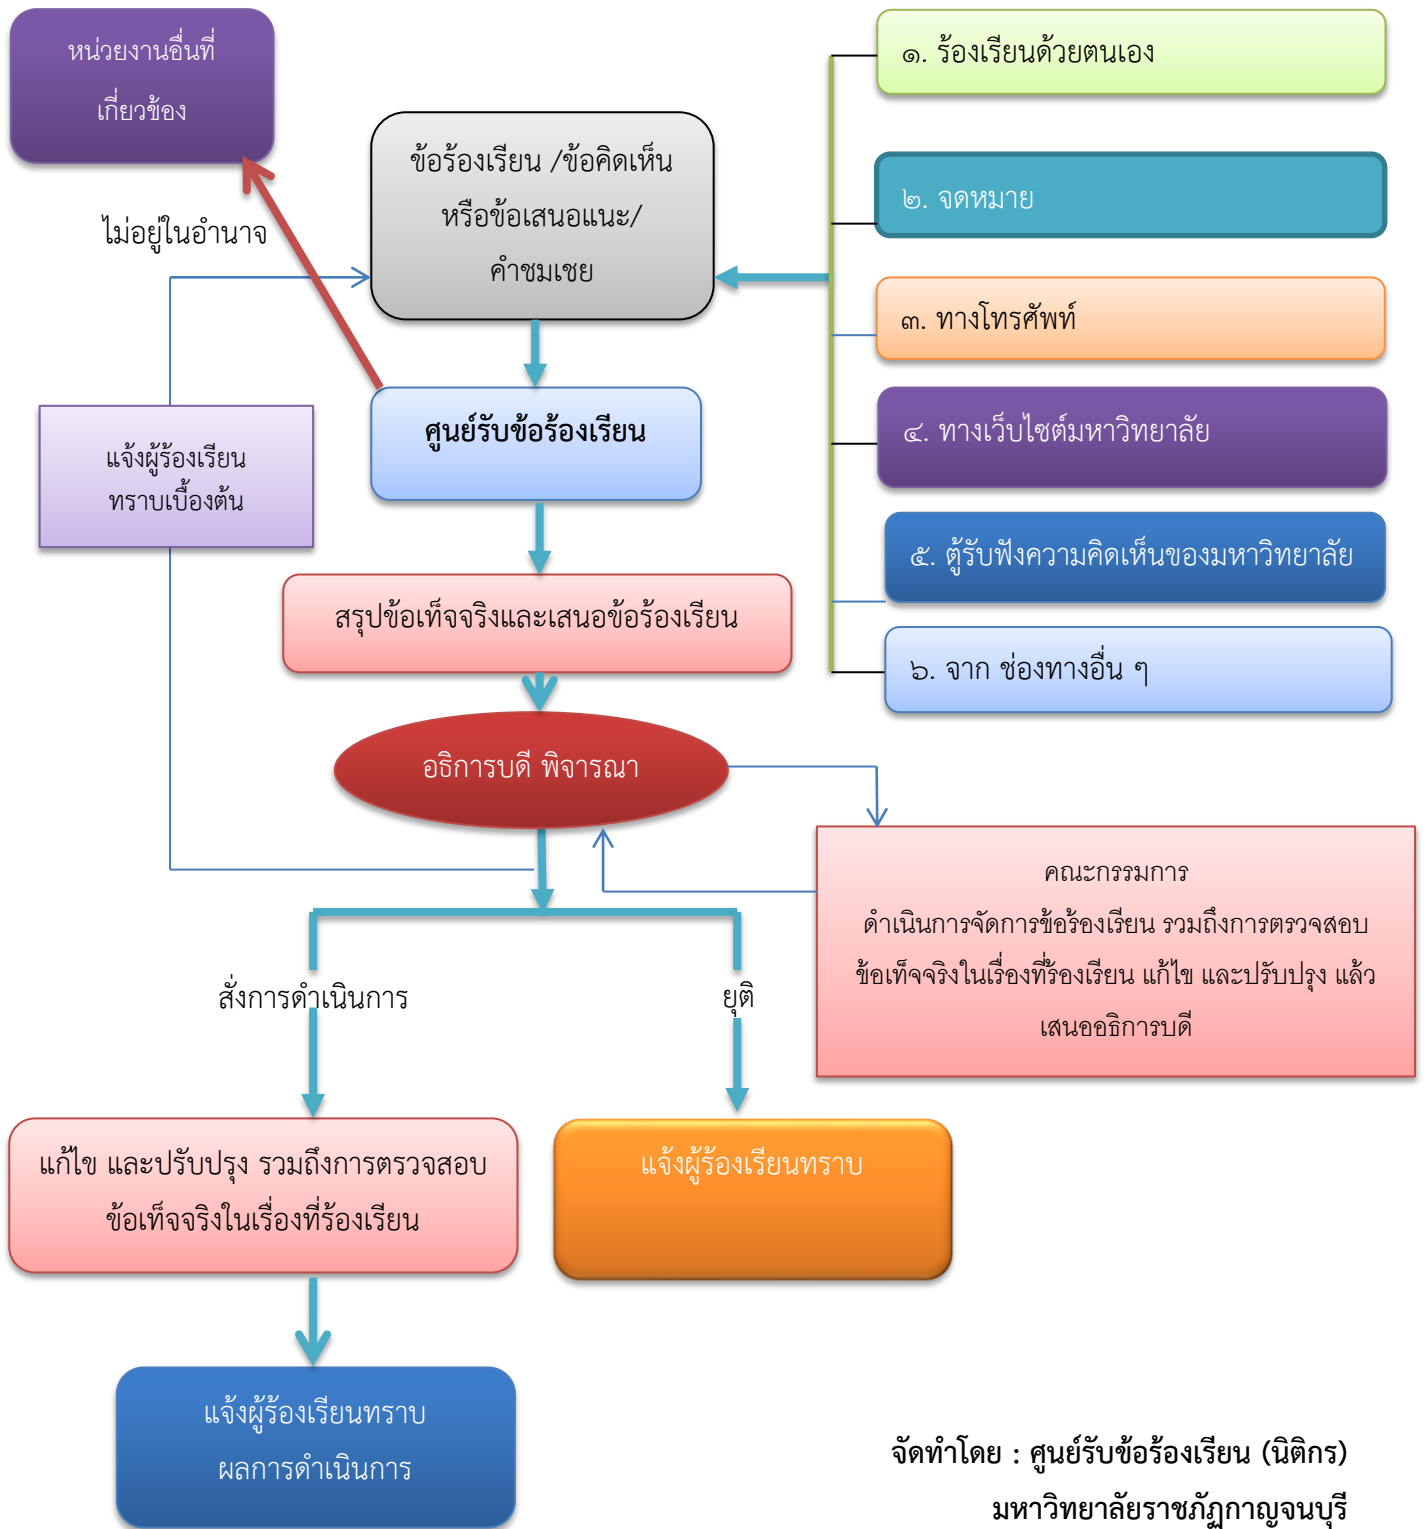 หน่วยงานอื่นที่
เกี่ยวข้อง
๑. ร้องเรียนด้วยตนเอง
ข้อร้องเรียน /ข้อคิดเห็น
หรือข้อเสนอแนะ/
คำชมเชย
๒. จดหมาย
ไม่อยู่ในอำนาจ
๓. ทางโทรศัพท์
ศูนย์รับข้อร้องเรียน
๔. ทางเว็บไซต์มหาวิทยาลัย
แจ้งผู้ร้องเรียน
ทราบเบื้องต้น
๕. ตู้รับฟังความคิดเห็นของมหาวิทยาลัย
สรุปข้อเท็จจริงและเสนอข้อร้องเรียน
๖. จาก ช่องทางอื่น ๆ
อธิการบดี พิจารณา
คณะกรรมการ
ดำเนินการจัดการข้อร้องเรียน รวมถึงการตรวจสอบ
ข้อเท็จจริงในเรื่องที่ร้องเรียน แก้ไข และปรับปรุง แล้ว
เสนออธิการบดี
สั่งการดำเนินการ
ยุติ
แก้ไข และปรับปรุง รวมถึงการตรวจสอบ
ข้อเท็จจริงในเรื่องที่ร้องเรียน
แจ้งผู้ร้องเรียนทราบ
แจ้งผู้ร้องเรียนทราบ
ผลการดำเนินการ
จัดทำโดย : ศูนย์รับข้อร้องเรียน (นิติกร)
มหาวิทยาลัยราชภัฏกาญจนบุรี